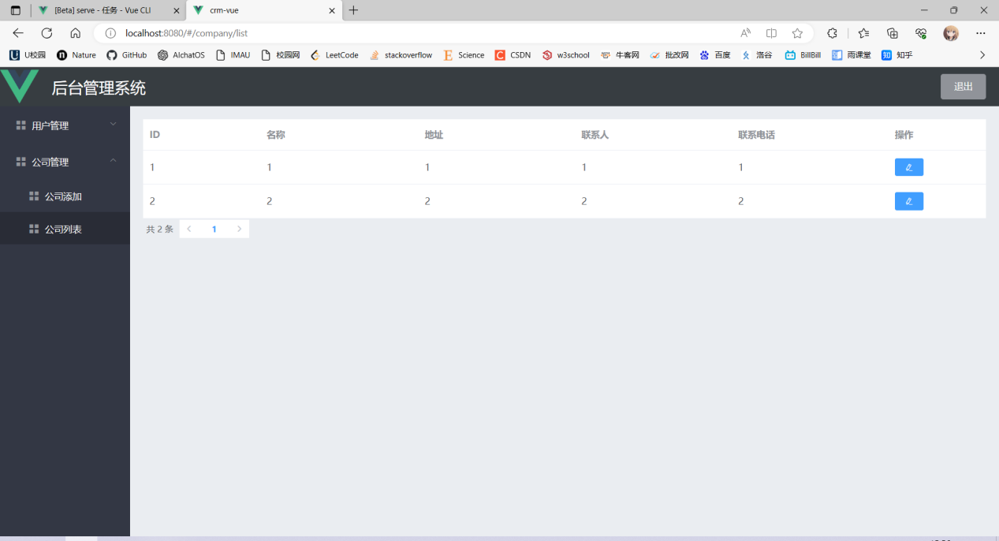 [Beta] serve - 任务 - Vue CLI
crm-vue
localhost:8080/#/company/list
U校园 Nature GitHub AIchatOS IMAU 校园网 LeetCode stackoverflow Science CSDN w3school 牛客网 批改网 百度 洛谷 BillBill 雨课堂 知 知乎
后台管理系统
退出
用户管理
公司管理
公司添加
公司列表
ID 名称 地址 联系人 联系电话 操作
1 1 1 1 1
2 2 2 2 2
共 2 条 1